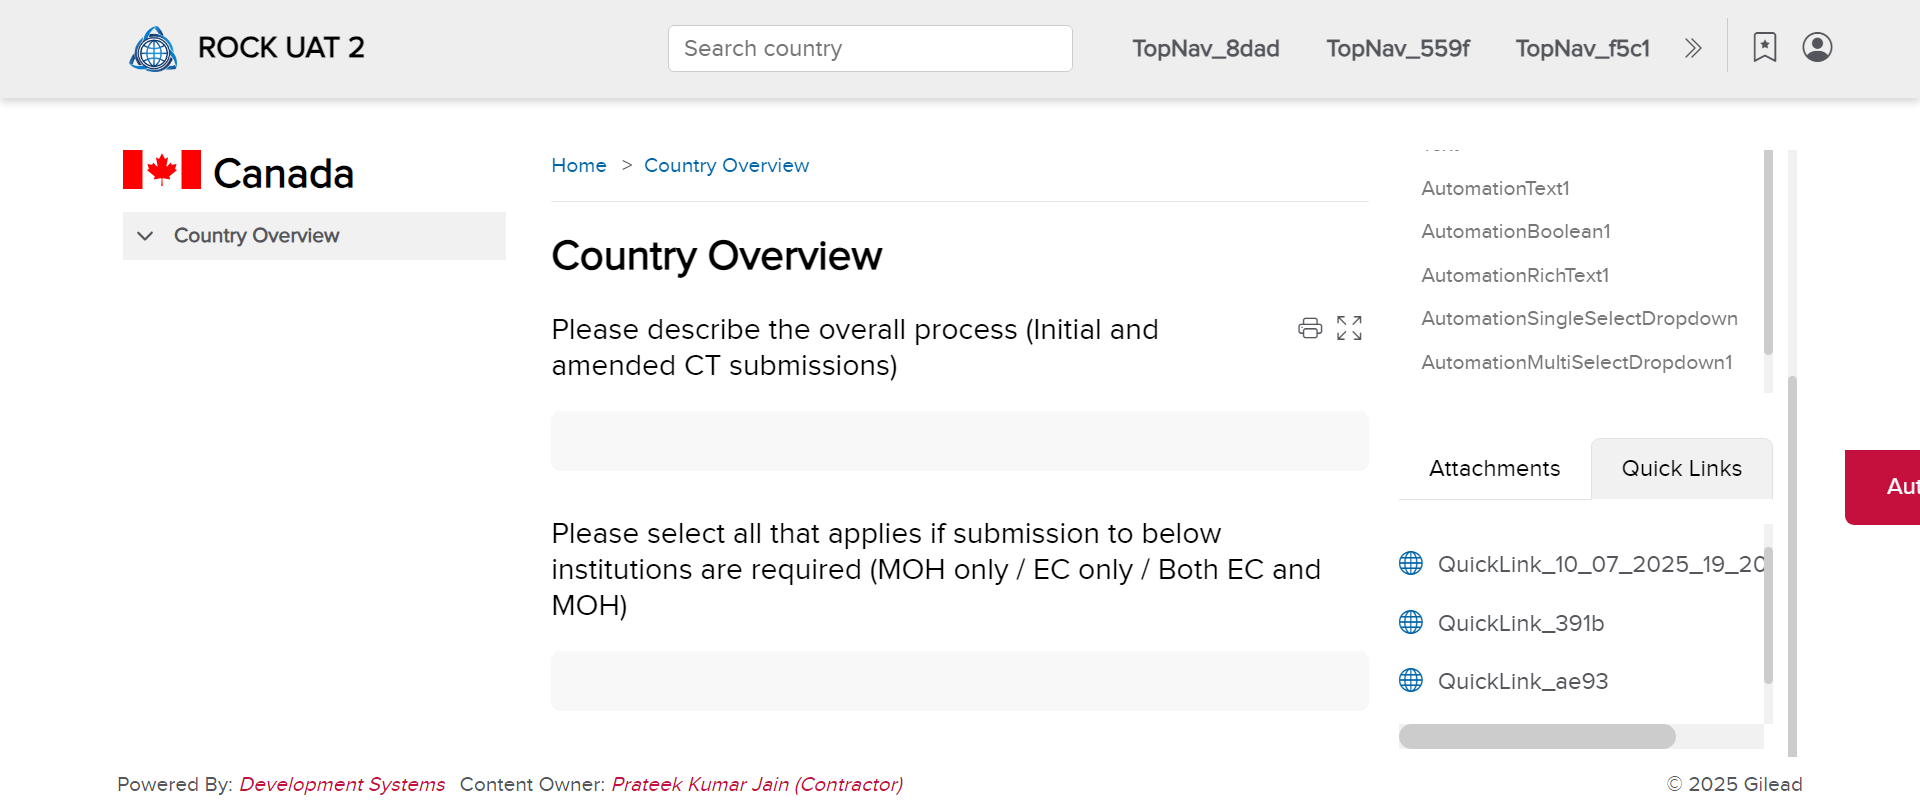 ROCK UAT 2
Search country
TopNav_8dad
TopNav_559f
TopNav_f5c1
Canada
Country Overview
Home > Country Overview
Country Overview
Please describe the overall process (Initial and
amended CT submissions)
Please select all that applies if submission to below
institutions are required (MOH only / EC only / Both EC and
MOH)
AutomationText1
AutomationBoolean1
AutomationRichText1
AutomationSingleSelectDropdown
AutomationMultiSelectDropdown1
Attachments
Quick Links
QuickLink_10_07_2025_19_20
QuickLink_391b
QuickLink_ae93
Aut
Powered By: Development Systems Content Owner: Prateek Kumar Jain (Contractor)
© 2025 Gilead